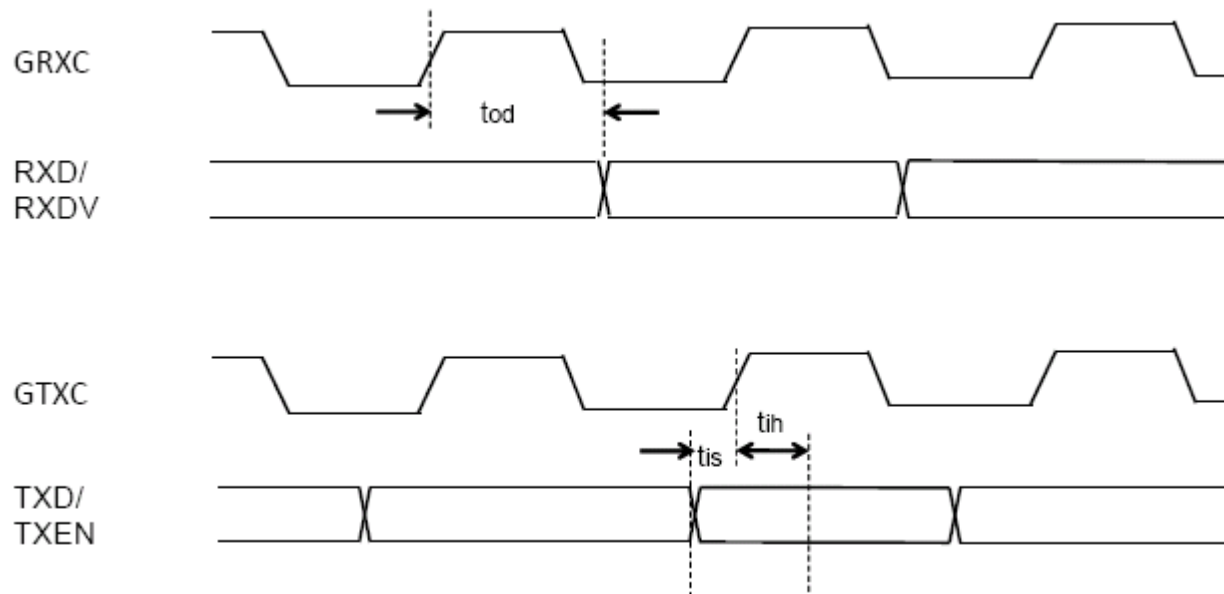 GRXC
tod
RXD/
RXDV
GTXC
tih
tis
TXD/
TXEN